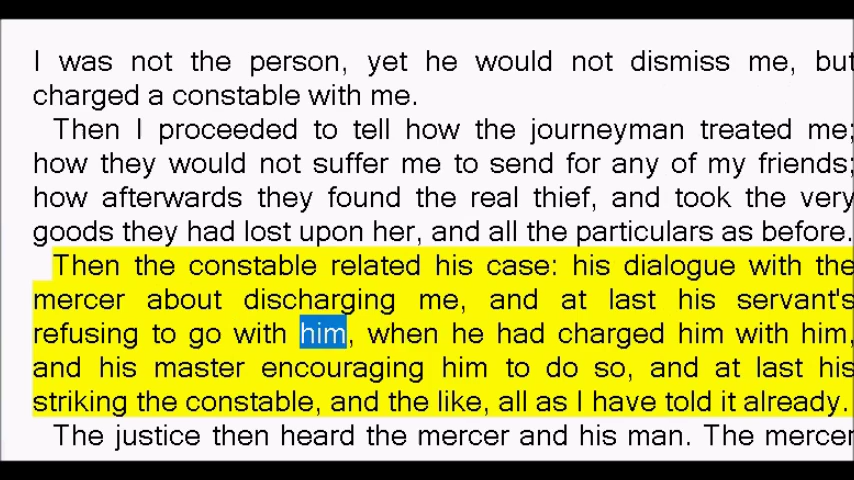 I was not the person, yet he would not dismiss me, but
charged a constable with me.
Then I proceeded to tell how the journeyman treated me;
how they would not suffer me to send for any of my friends;
how afterwards they found the real thief, and took the very
goods they had lost upon her, and all the particulars as before.
Then the constable related his case: his dialogue with the
mercer about discharging me, and at last his servant's
refusing to go with him, when he had charged him with him,
and his master encouraging him to do so, and at last his
striking the constable, and the like, all as I have told it already.
The justice then heard the mercer and his man. The mercer